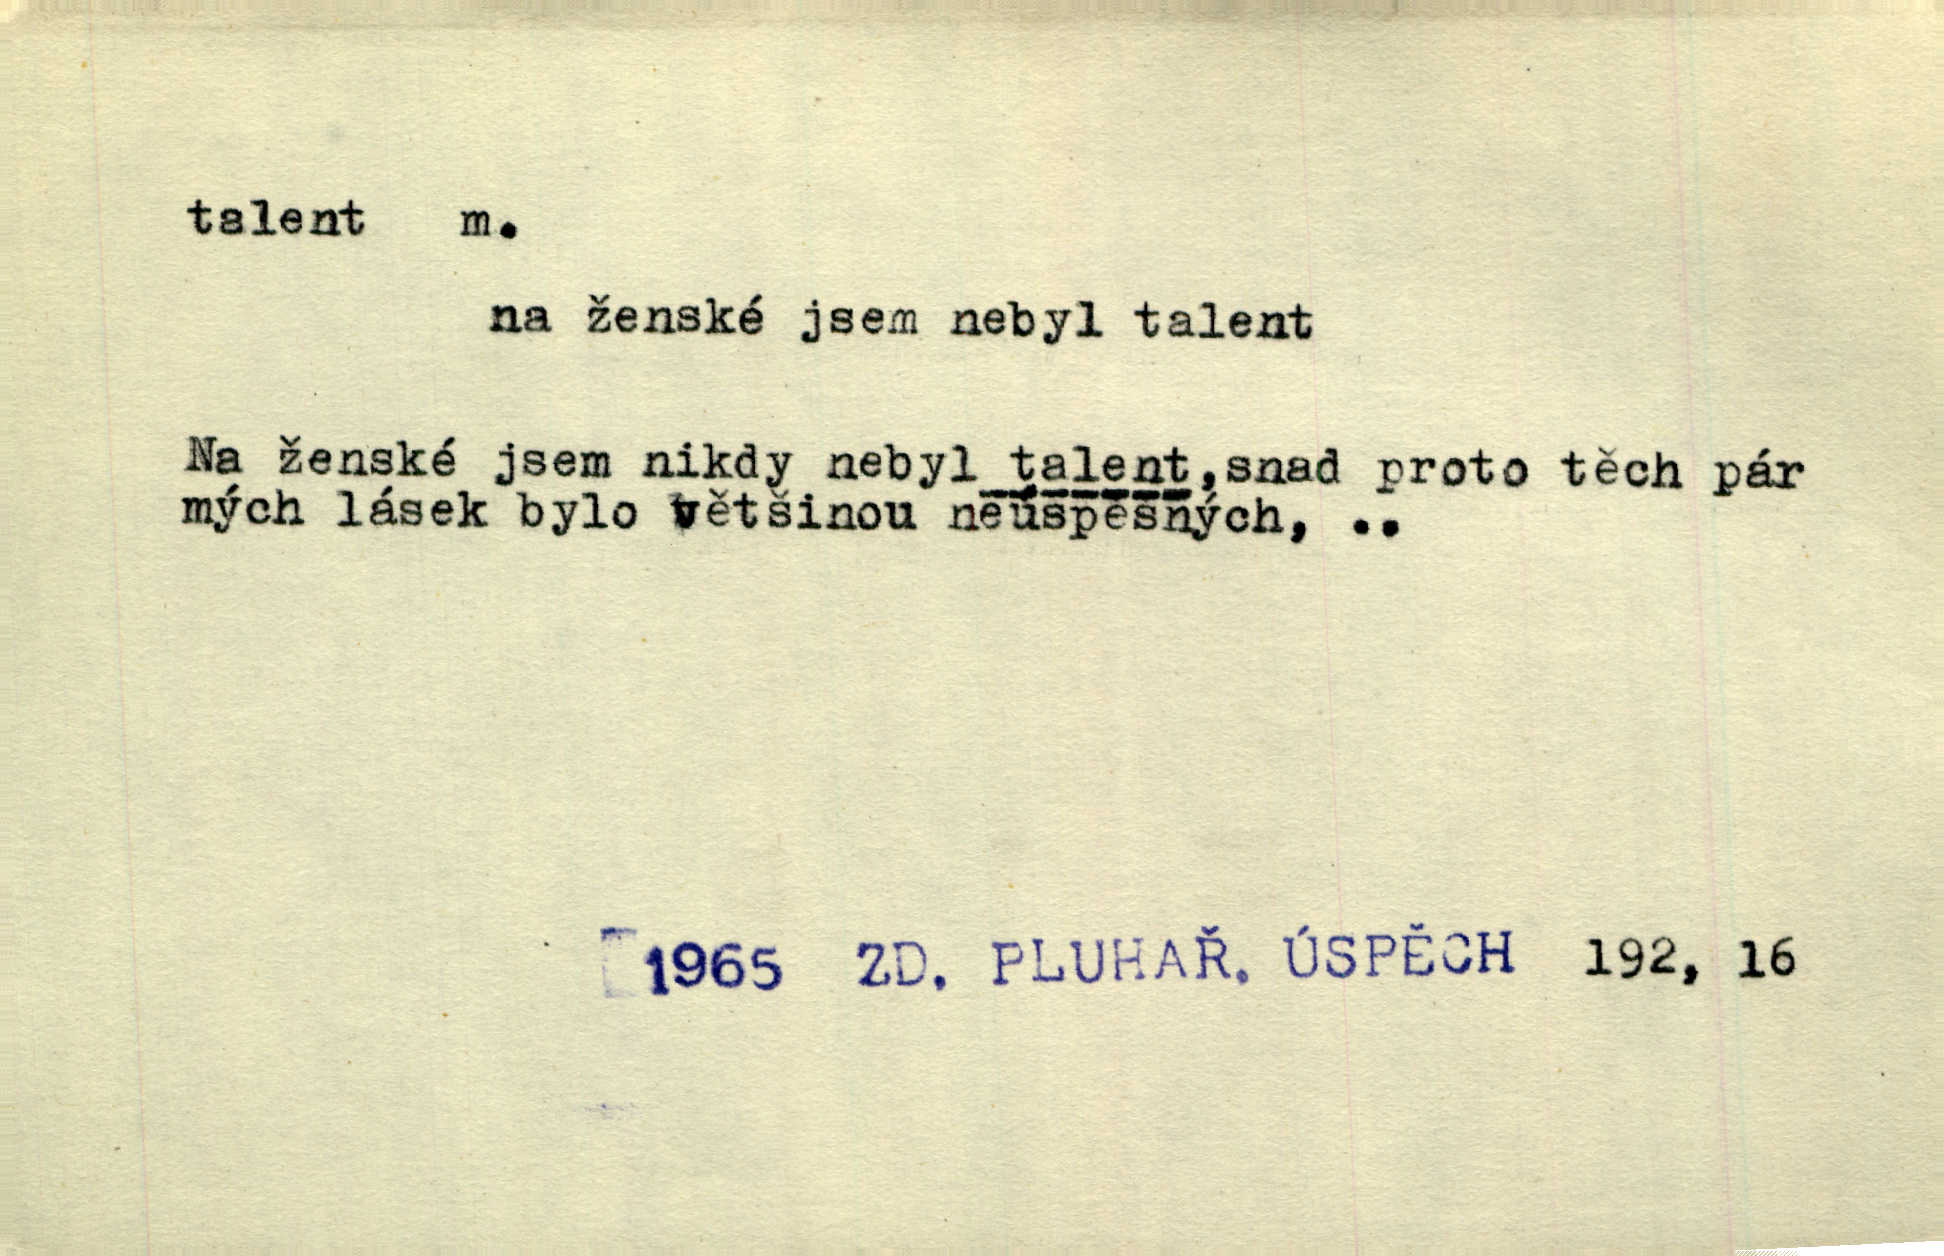 talent m.
na ženské jsem nebyl talent
Na ženské jsem nikdy nebyl talent,snad proto těch pár
mých lásek bylo většinou neúspěšných, ..
1965 ZD. PLUHAŘ. ÚSPĚCH 192, 16